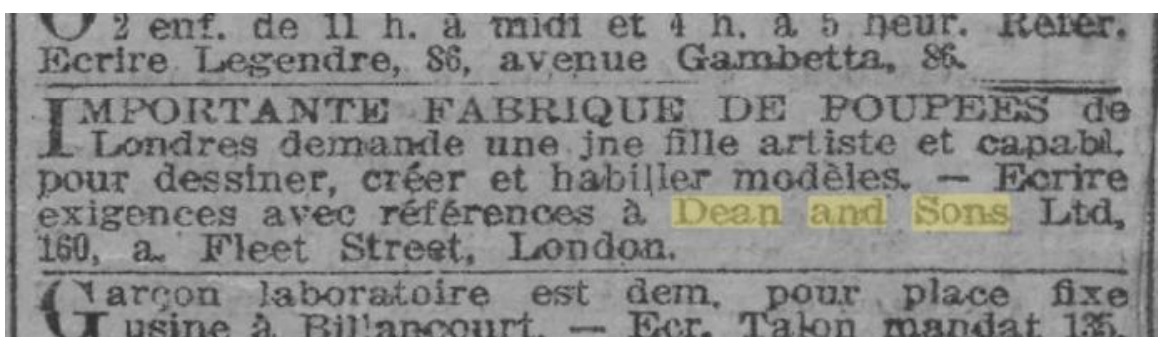 2 enf. de 11 h. à midi et 4 h. à 5 heur. Réfer.
Ecrire Legendre, 86, avenue Gambetta, 86.
IMPORTANTE FABRIQUE DE POUPEES de
Londres demande une jne fille artiste et capabl.
pour dessiner, créer et habiller modèles. — Ecrire
exigences avec références à Dean and Sons Ltd,
160, a. Fleet Street, London.
Garçon laboratoire est dem. pour place fixe
usine à Billancourt. — Ecr. Talon mandat 135.